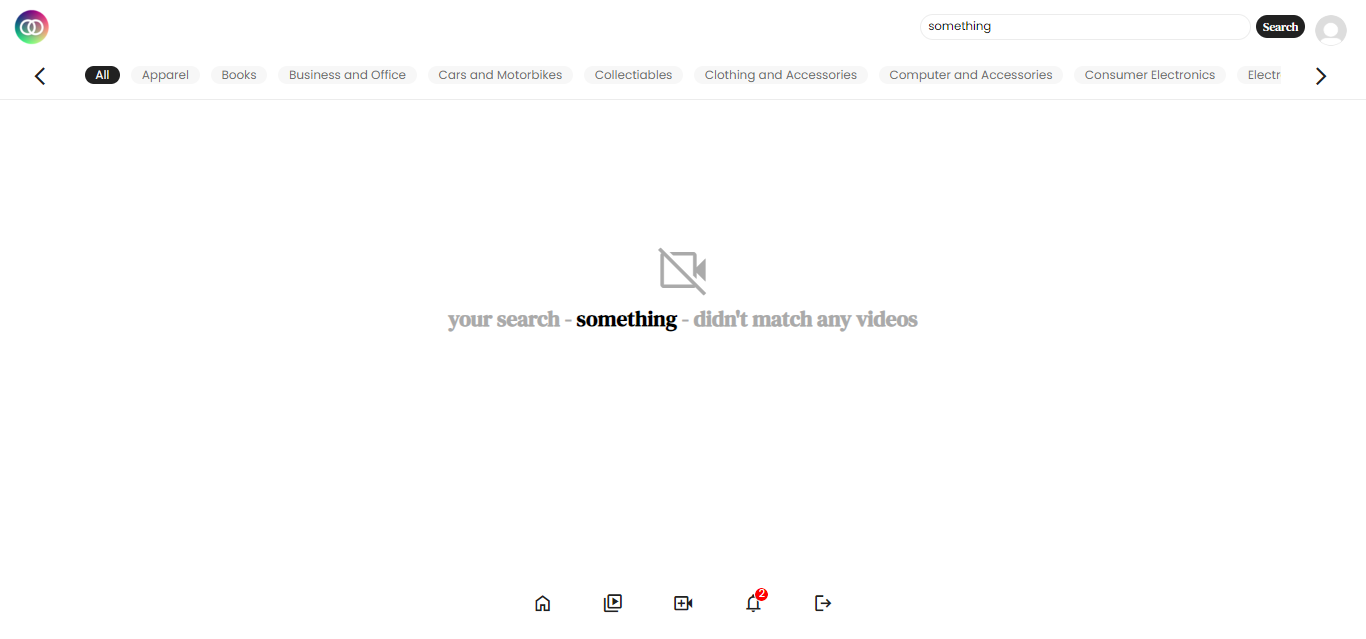 something
Search
All Apparel Books Business and Office Cars and Motorbikes Collectiables Clothing and Accessories Computer and Accessories Consumer Electronics Electr
your search - something - didn't match any videos
2